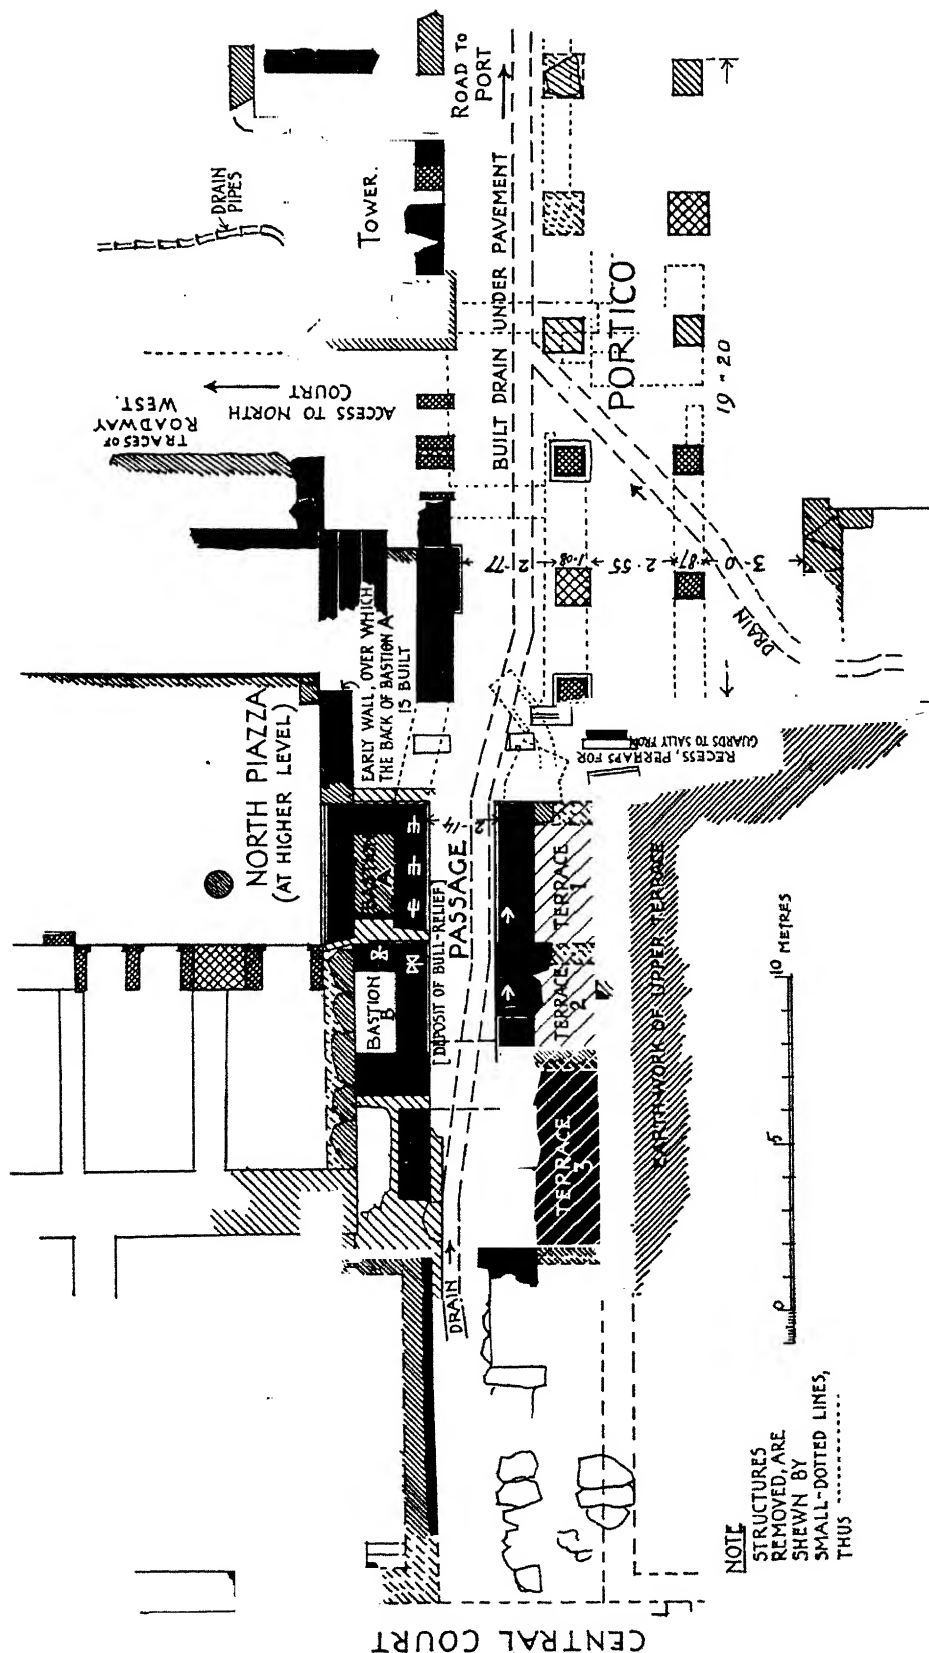 ROAD TO
PORT
DRAIN
PIPES
TOWER.
BUILT DRAIN UNDER PAVEMENT
PORTICO
19·20
ACCESS TO NORTH
COURT
TRACES OF
ROADWAY
WEST.
2·77
1·08
2·55
·87
3·0
DRAIN
EARLY WALL, OVER WHICH
THE BACK OF BASTION A
IS BUILT
NORTH PIAZZA
(AT HIGHER LEVEL)
RECESS, PERHAPS FOR
GUARDS TO SALLY FROM
BASTION
A
BASTION
B
[DEPOSIT OF BULL-RELIEF]
PASSAGE
2·14
TERRACE
1
TERRACE
2
TERRACE
3
EARTH-WORK OF UPPER TERRACE
DRAIN
10 METRES
5
0
NOTE
STRUCTURES
REMOVED, ARE
SHEWN BY
SMALL-DOTTED LINES,
THUS ............
CENTRAL COURT